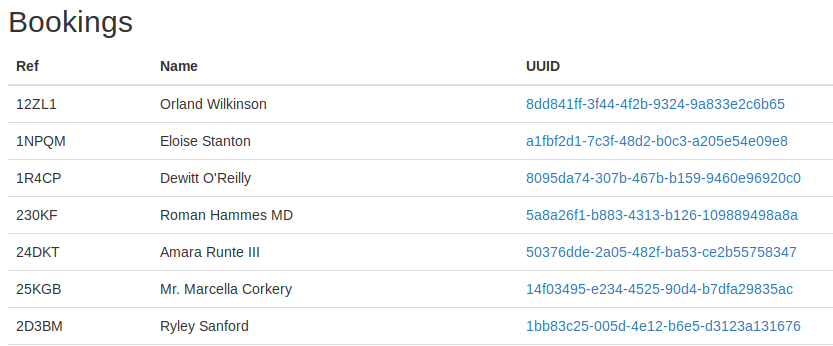 Bookings
Ref Name UUID
12ZL1 Orland Wilkinson 8dd841ff-3f44-4f2b-9324-9a833e2c6b65
1NPQM Eloise Stanton a1fbf2d1-7c3f-48d2-b0c3-a205e54e09e8
1R4CP Dewitt O'Reilly 8095da74-307b-467b-b159-9460e96920c0
230KF Roman Hammes MD 5a8a26f1-b883-4313-b126-109889498a8a
24DKT Amara Runte III 50376dde-2a05-482f-ba53-ce2b55758347
25KGB Mr. Marcella Corkery 14f03495-e234-4525-90d4-b7dfa29835ac
2D3BM Ryley Sanford 1bb83c25-005d-4e12-b6e5-d3123a131676